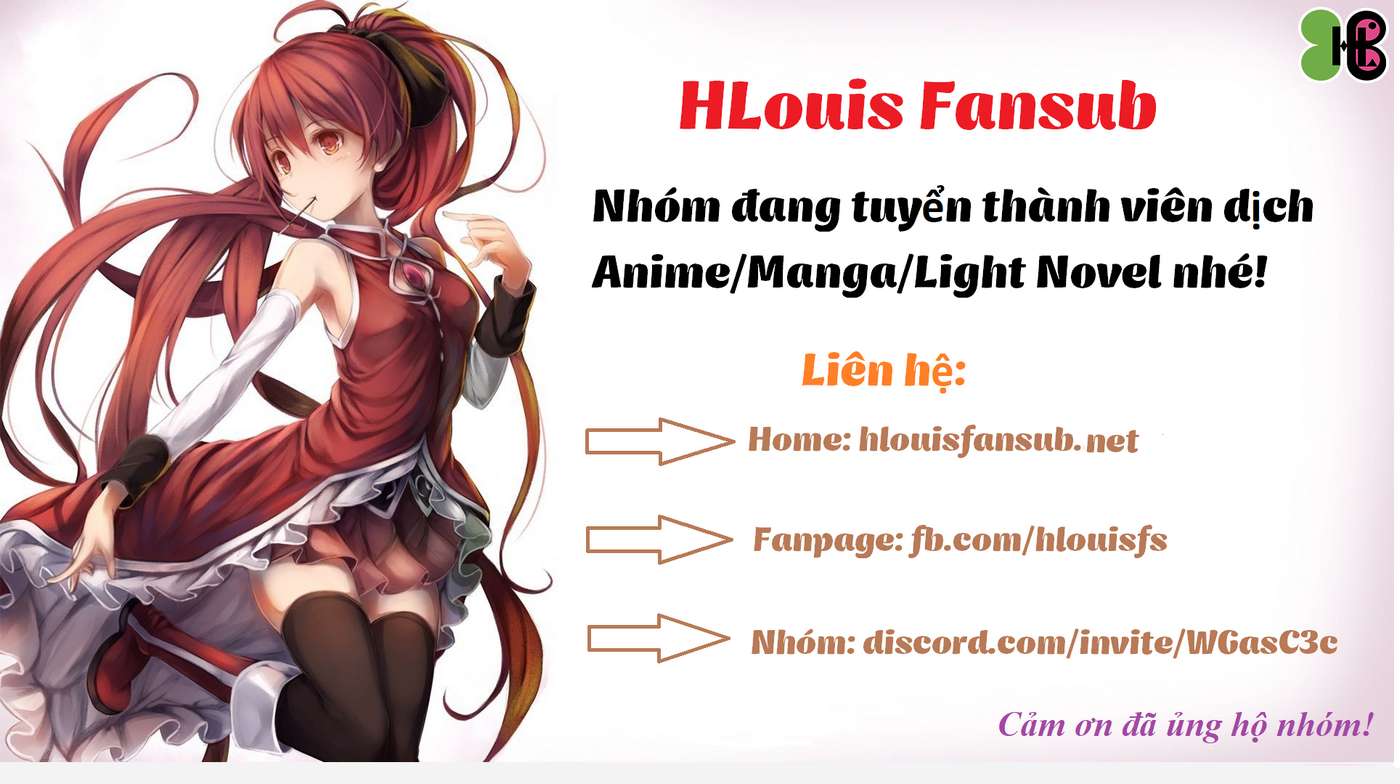 HLouis Fansub
Nhóm đang tuyển thành viên dịch
Anime/Manga/Light Novel nhé!
Liên hệ:
Home: hlouisfansub.net
Fanpage: fb.com/hlouisfs
Nhóm: discord.com/invite/WGasC3c
Cảm ơn đã ủng hộ nhóm!